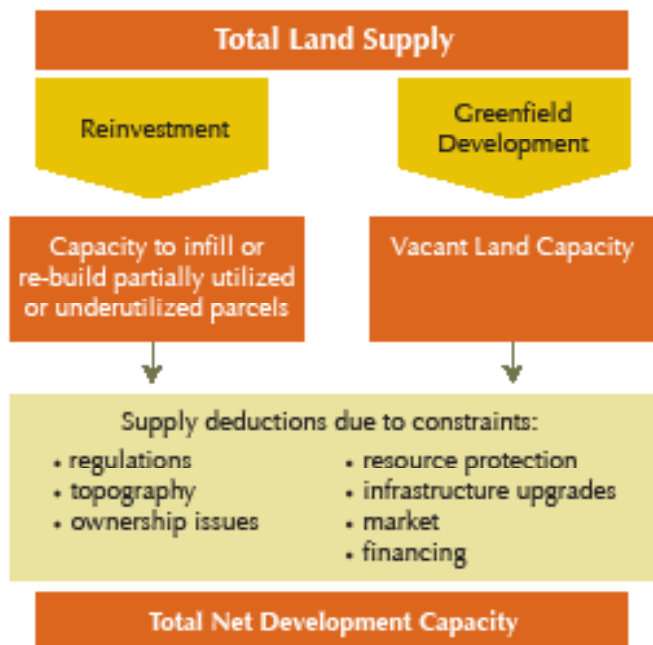 Total Land Supply
Reinvestment
Greenfield
Development
Capacity to infill or
re-build partially utilized
or underutilized parcels
Vacant Land Capacity
Supply deductions due to constraints:
• regulations
• topography
• ownership issues
• resource protection
• infrastructure upgrades
• market
• financing
Total Net Development Capacity